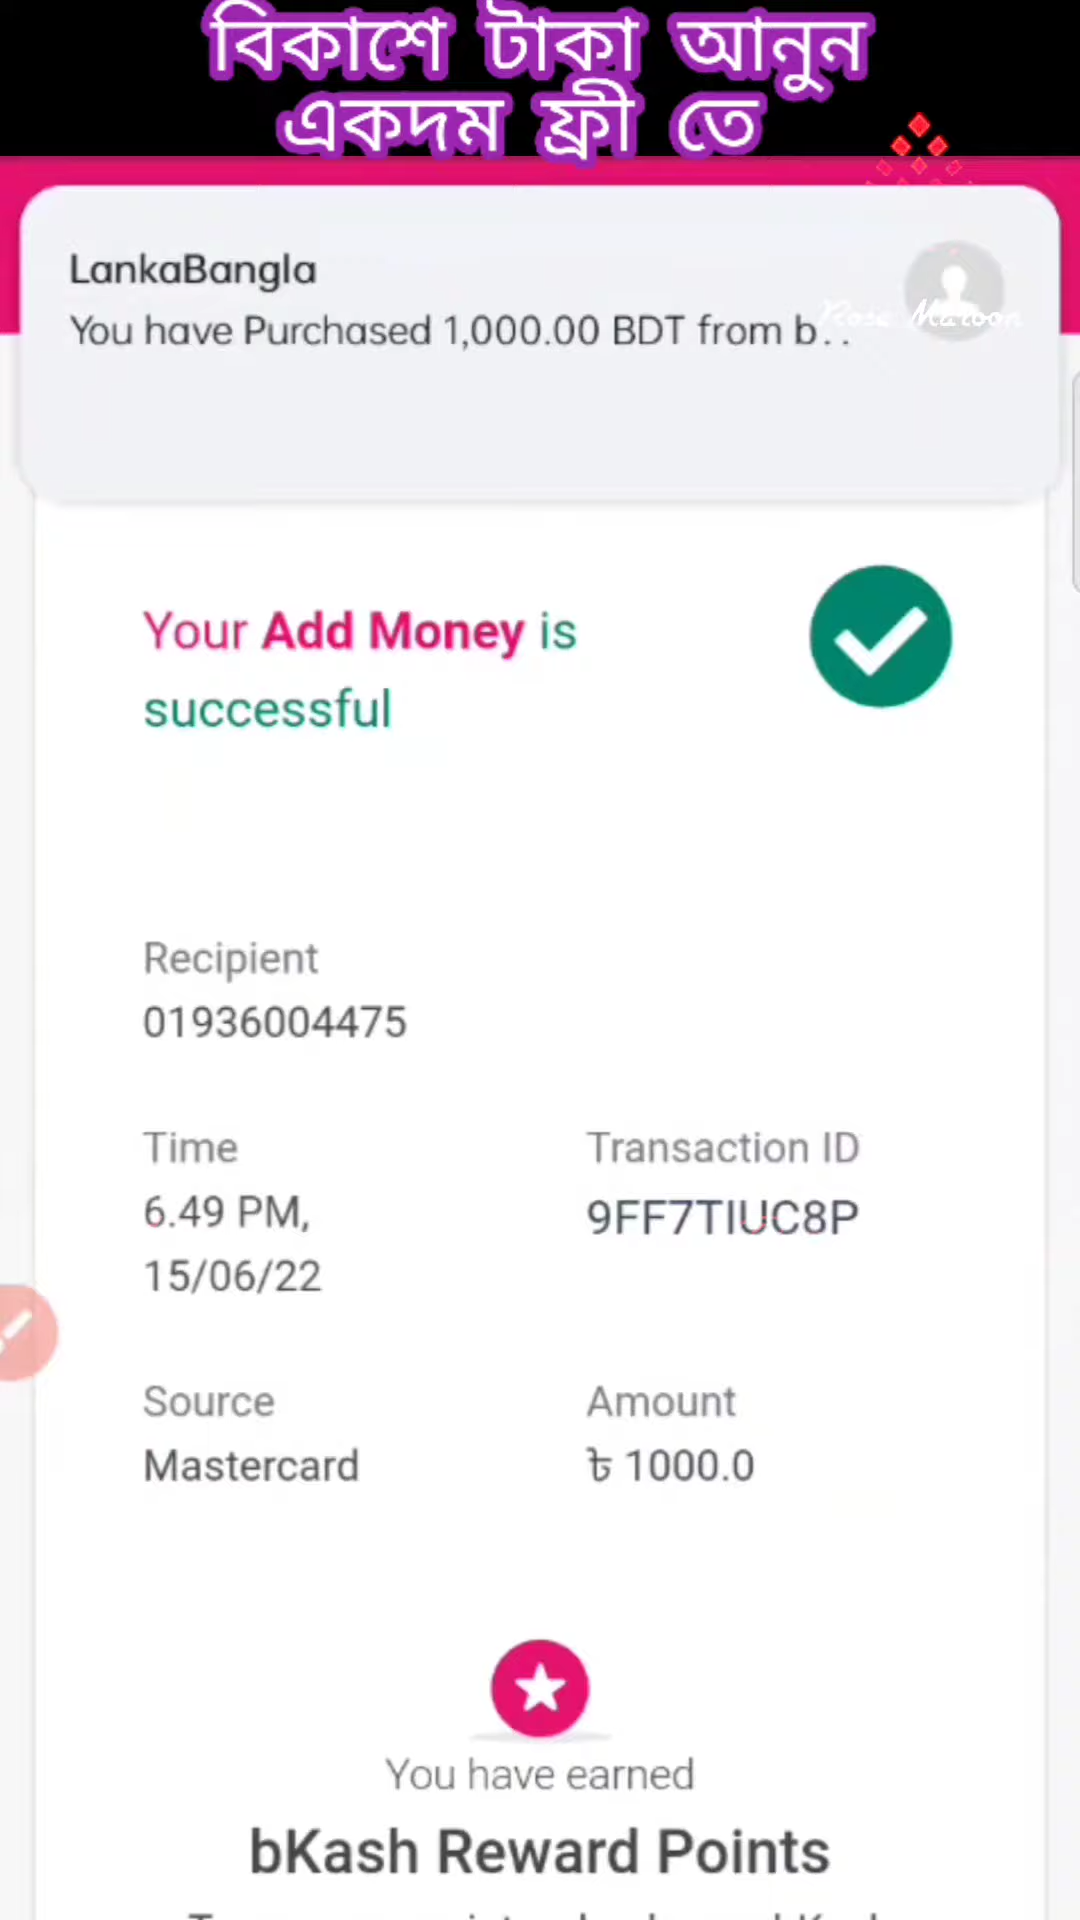 বিকাশে টাকা আনুন
একদম ফ্রী তে
LankaBangla
You have Purchased 1,000.00 BDT from b..
Rose Maroon
Your Add Money is
successful
Recipient
01936004475
Time
6.49 PM,
15/06/22
Transaction ID
9FF7TIUC8P
Source
Mastercard
Amount
৳ 1000.0
You have earned
bKash Reward Points